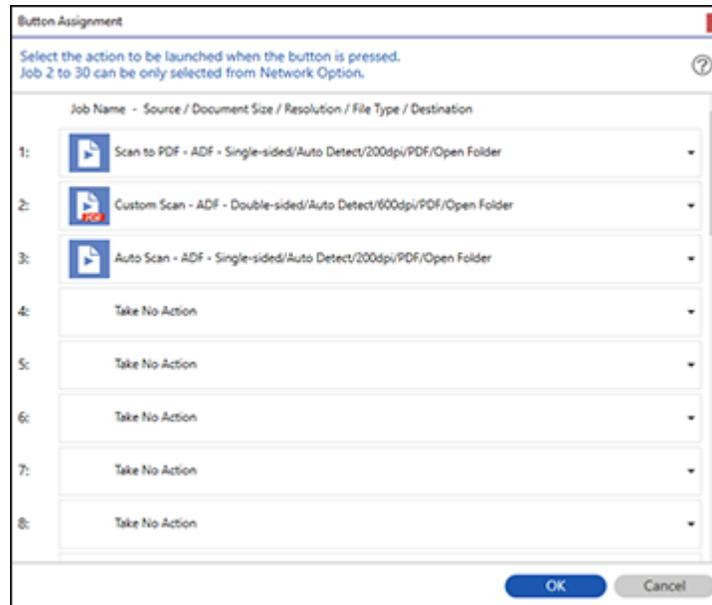 Button Assignment
Select the action to be launched when the button is pressed.
Job 2 to 30 can be only selected from Network Option.
?
Job Name - Source / Document Size / Resolution / File Type / Destination
1: Scan to PDF - ADF - Single-sided/Auto Detect/200dpi/PDF/Open Folder
2: PDF Custom Scan - ADF - Double-sided/Auto Detect/600dpi/PDF/Open Folder
3: Auto Scan - ADF - Single-sided/Auto Detect/200dpi/PDF/Open Folder
4: Take No Action
5: Take No Action
6: Take No Action
7: Take No Action
8: Take No Action
OK Cancel